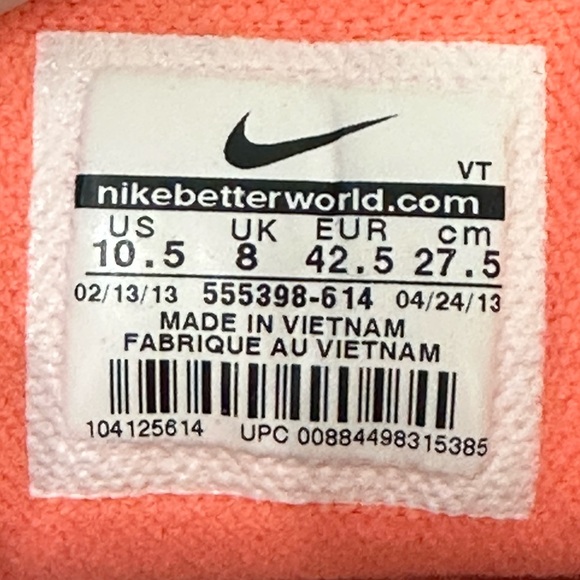 VT
nikebetterworld.com
US UK EUR cm
10.5 8 42.5 27.5
02/13/13 555398-614 04/24/13
MADE IN VIETNAM
FABRIQUE AU VIETNAM
104125614 UPC 00884498315385